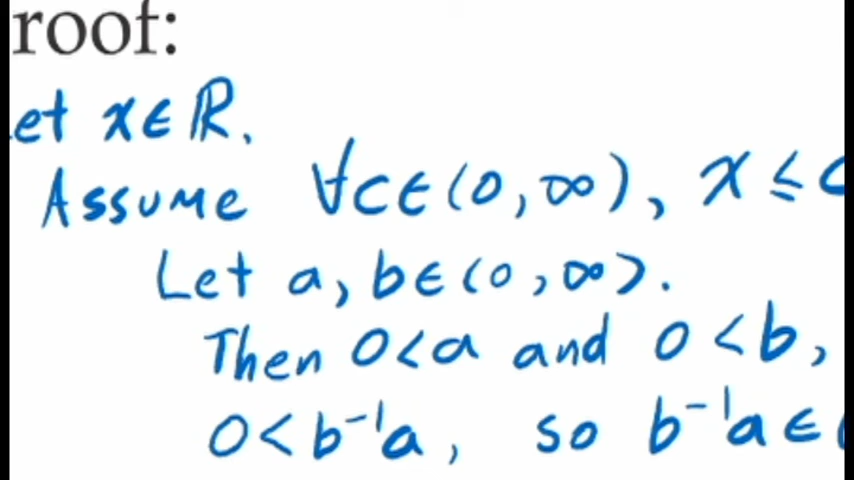 roof:
et x∈ℝ.
Assume ∀c∈(0,∞), x≤c
Let a,b∈(0,∞).
Then 0<a and 0<b,
0<b⁻¹a, so b⁻¹a∈(